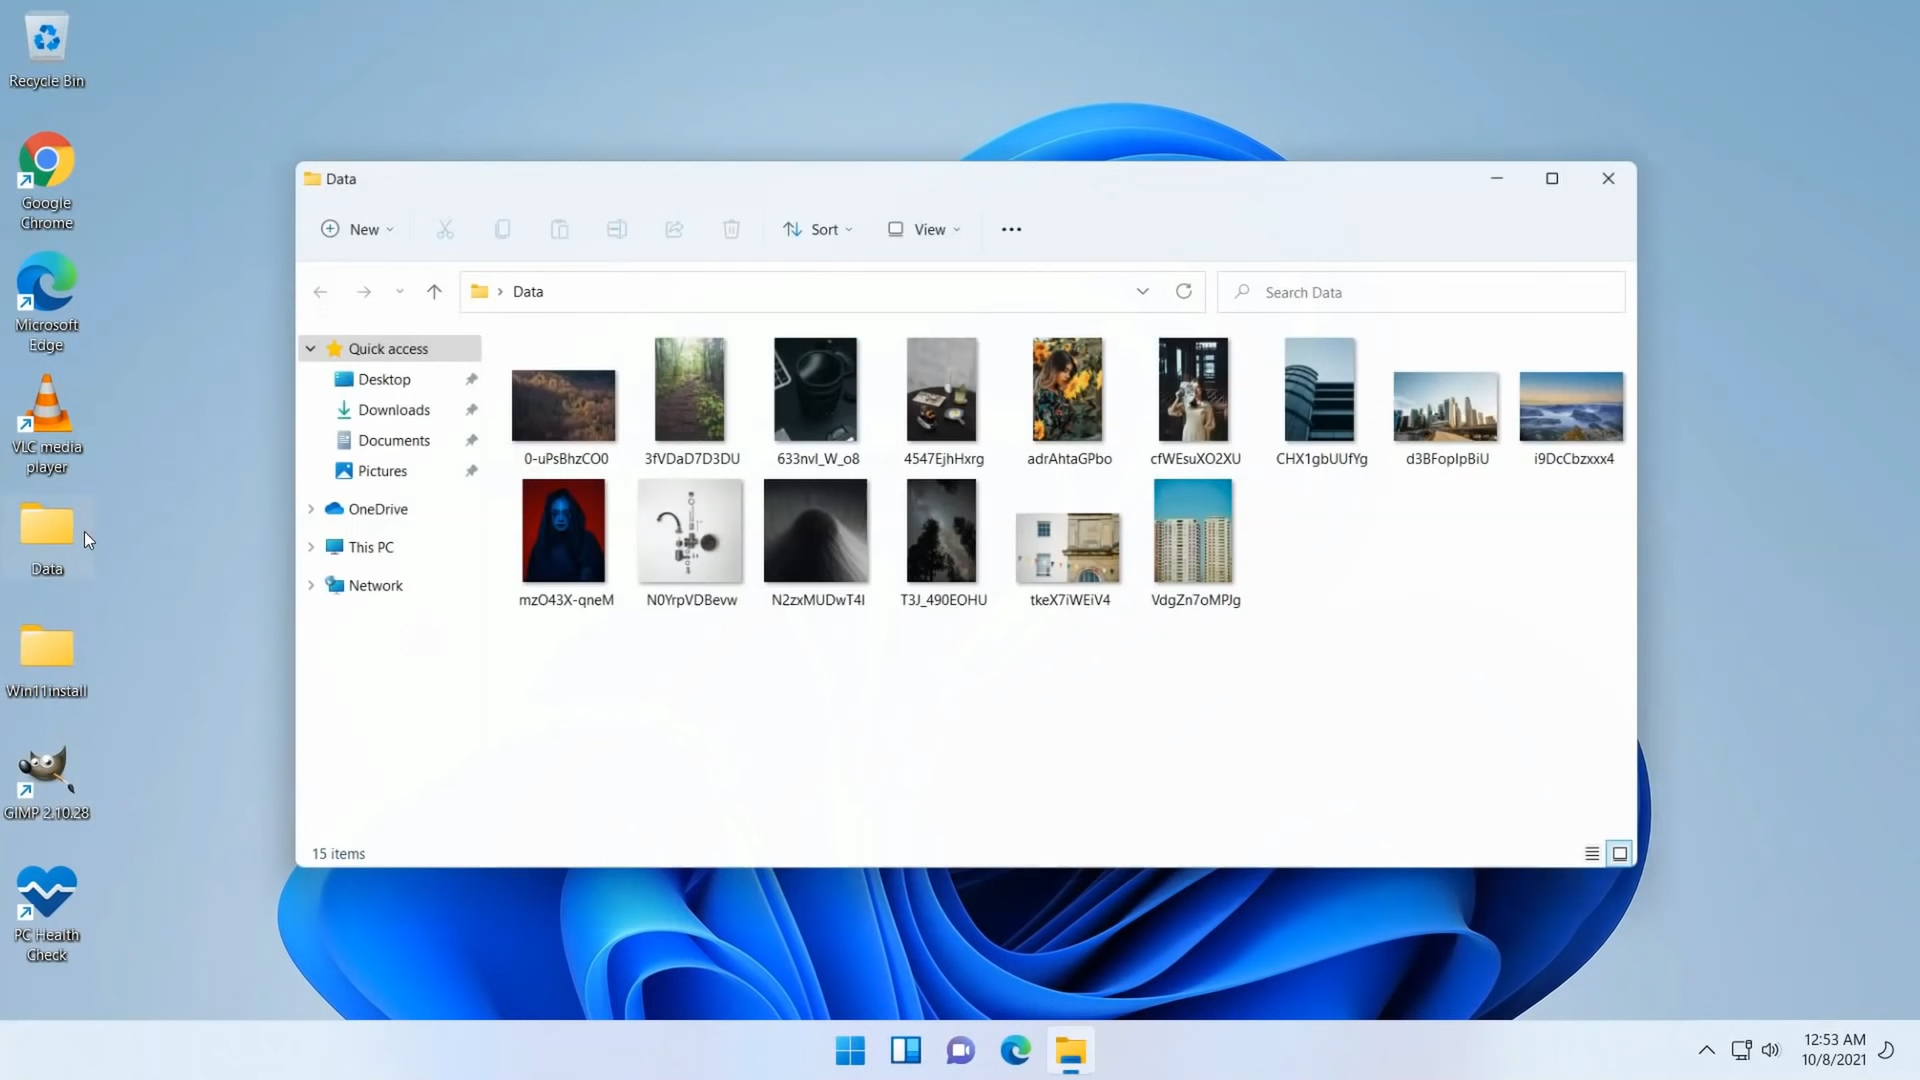 Recycle Bin
Google
Chrome
Microsoft
Edge
VLC media
player
Data
Win11install
GIMP 2.10.28
PC Health
Check
Data
New
Sort
View
Data
Search Data
Quick access
Desktop
Downloads
Documents
Pictures
OneDrive
This PC
Network
0-uPsBhzCO0
3fVDaD7D3DU
633nvI_W_o8
4547EjhHxrg
adrAhtaGPbo
cfWEsuXO2XU
CHX1gbUUfYg
d3BFopIpBiU
i9DcCbzxxx4
mzO43X-qneM
N0YrpVDBevw
N2zxMUDwT4I
T3J_490EOHU
tkeX7iWEiV4
VdgZn7oMPJg
15 items
12:53 AM
10/8/2021